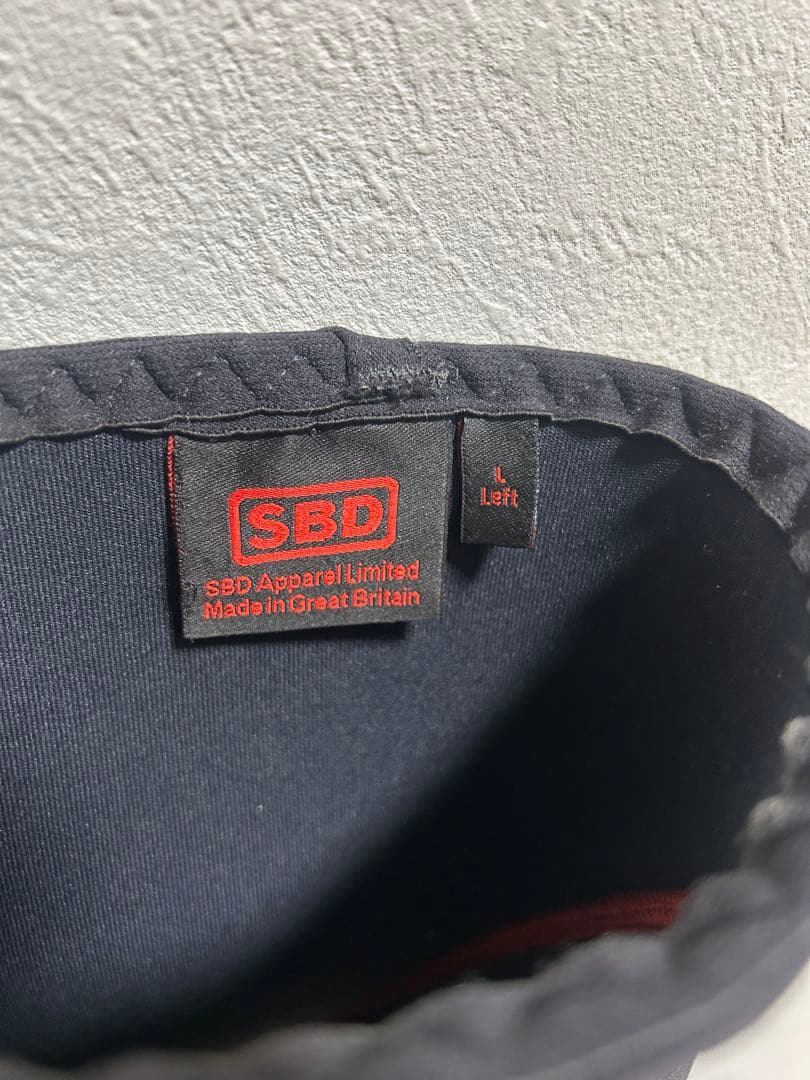 SBD
SBD Apparel Limited
Made in Great Britain
L
Left